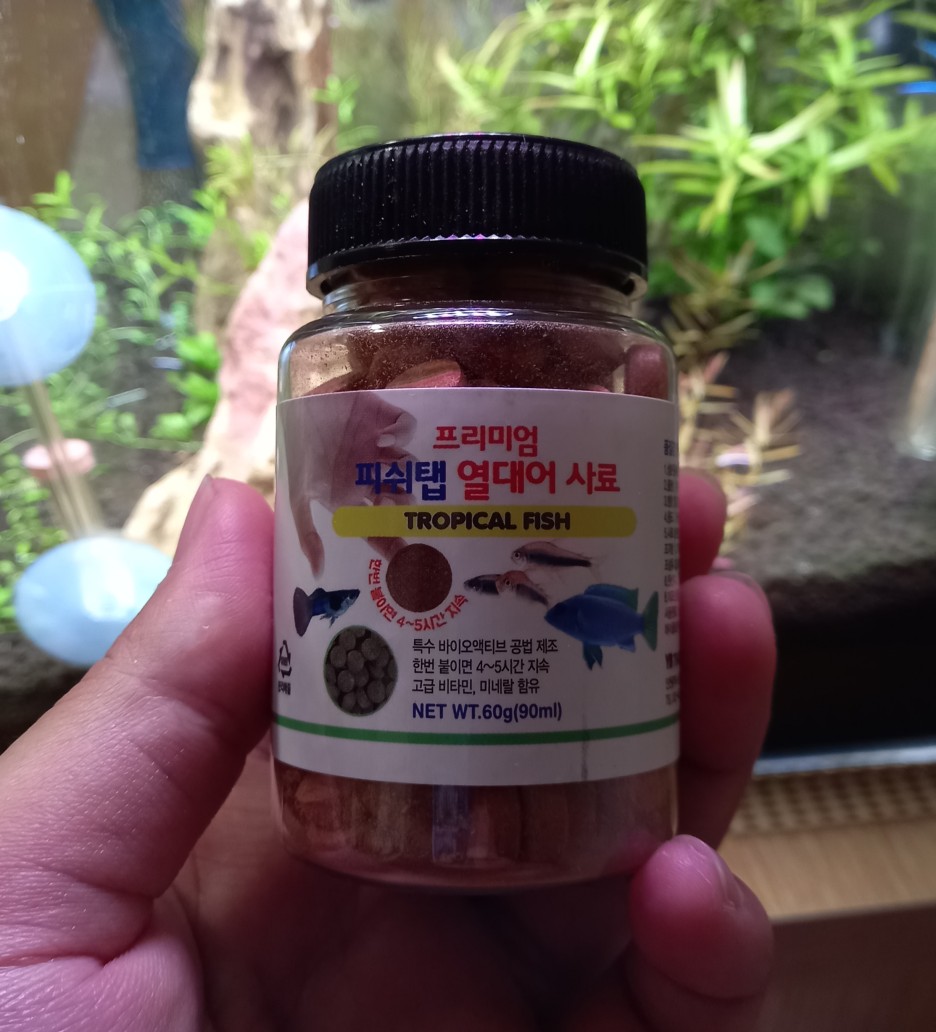 프리미엄
피쉬탭 열대어 사료
TROPICAL FISH
한번 붙이면 4~5시간 지속
특수 바이오액티브 공법 제조
한번 붙이면 4~5시간 지속
고급 비타민, 미네랄 함유
NET WT.60g(90ml)